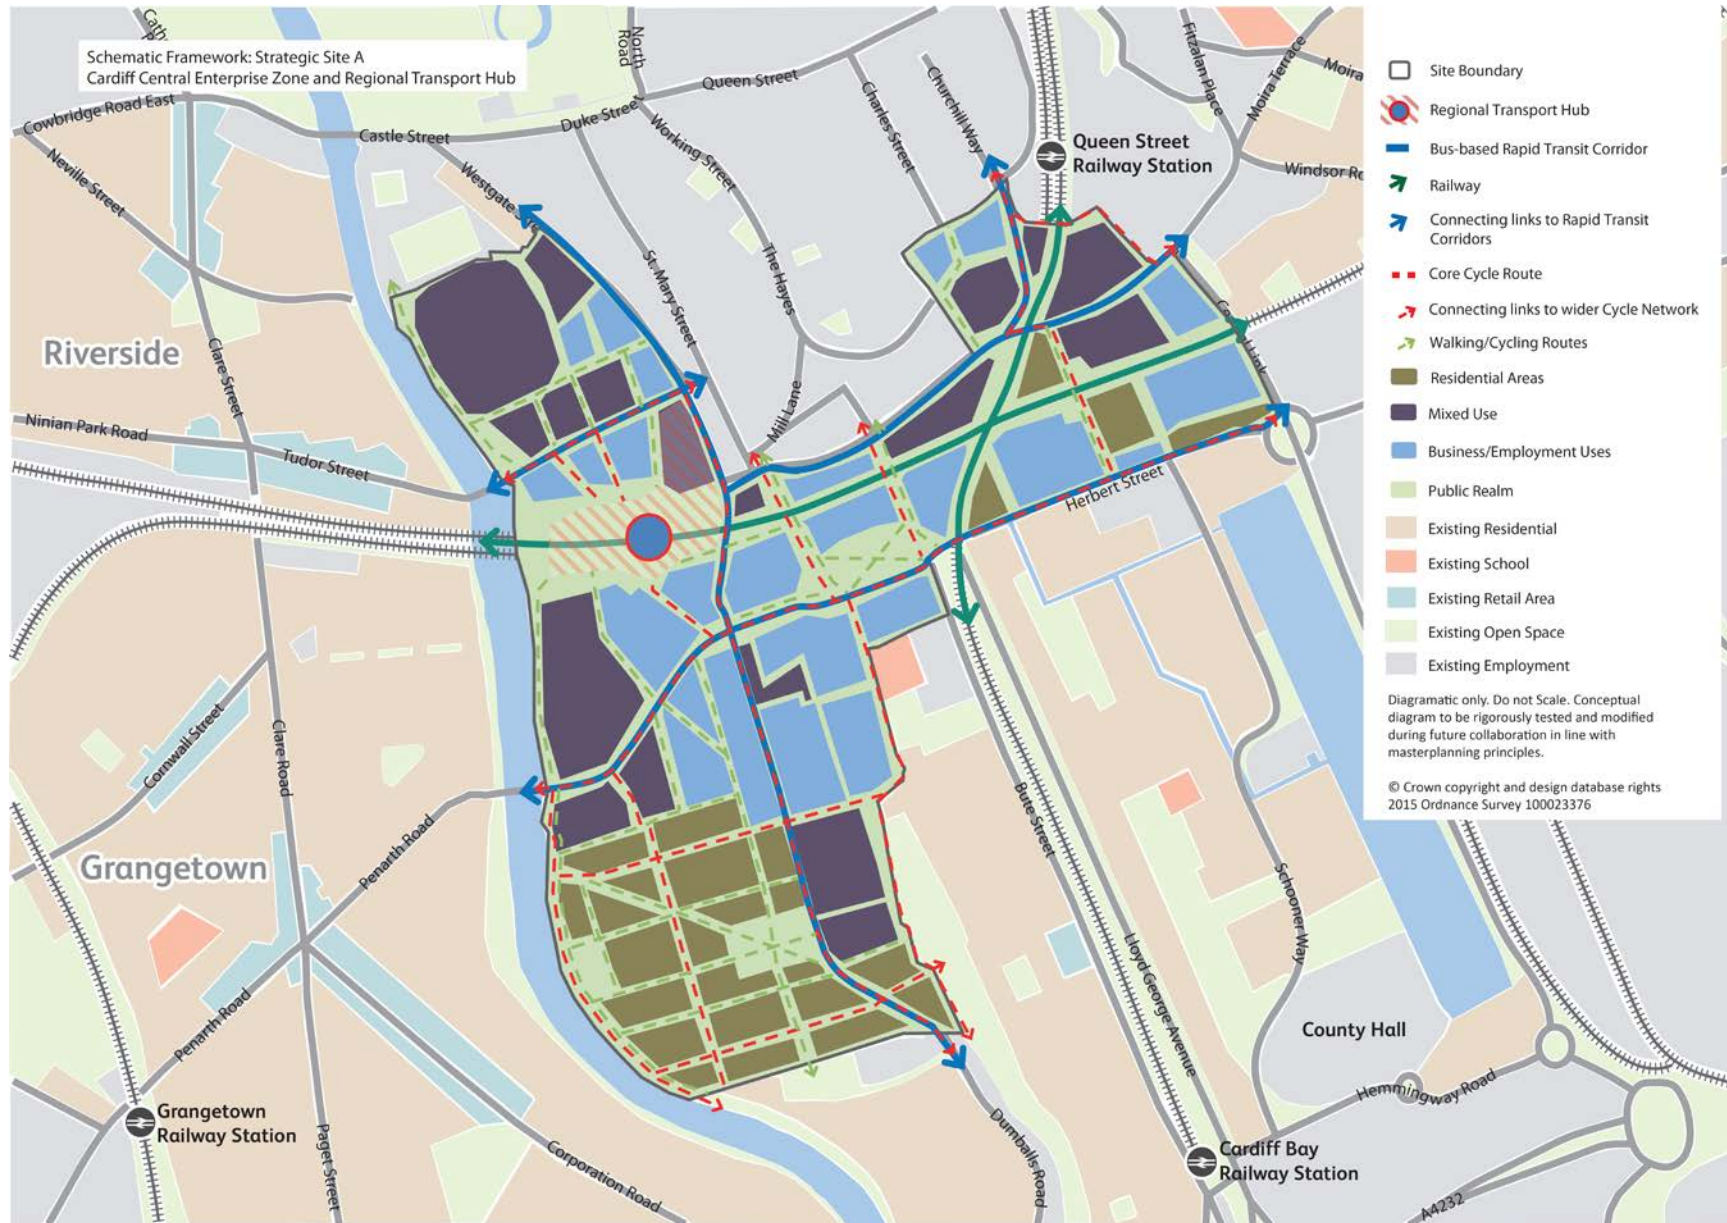 Schematic Framework: Strategic Site A
Cardiff Central Enterprise Zone and Regional Transport Hub
North
Road
Queen Street
Cowbridge Road East
Castle Street
Duke Street
Working Street
Charles Street
Churchill Way
Fitzalan Place
Moira Terrace
Moira
Windsor
Queen Street
Railway Station
Neville Street
Westgate
St. Mary Street
The Hayes
Mill Lane
Riverside
Clare Street
Ninian Park Road
Tudor Street
Herbert Street
Cornwall Street
Clare Road
Penarth Road
Grangetown
Penarth Road
Bute Street
Lloyd George Avenue
Schooner Way
County Hall
Hemmingway Road
Grangetown
Railway Station
Paget Street
Corporation Road
Dumballs Road
Cardiff Bay
Railway Station
A4232
Site Boundary
Regional Transport Hub
Bus-based Rapid Transit Corridor
Railway
Connecting links to Rapid Transit
Corridors
Core Cycle Route
Connecting links to wider Cycle Network
Walking/Cycling Routes
Residential Areas
Mixed Use
Business/Employment Uses
Public Realm
Existing Residential
Existing School
Existing Retail Area
Existing Open Space
Existing Employment
Diagramatic only. Do not Scale. Conceptual
diagram to be rigorously tested and modified
during future collaboration in line with
masterplanning principles.
© Crown copyright and design database rights
2015 Ordnance Survey 100023376